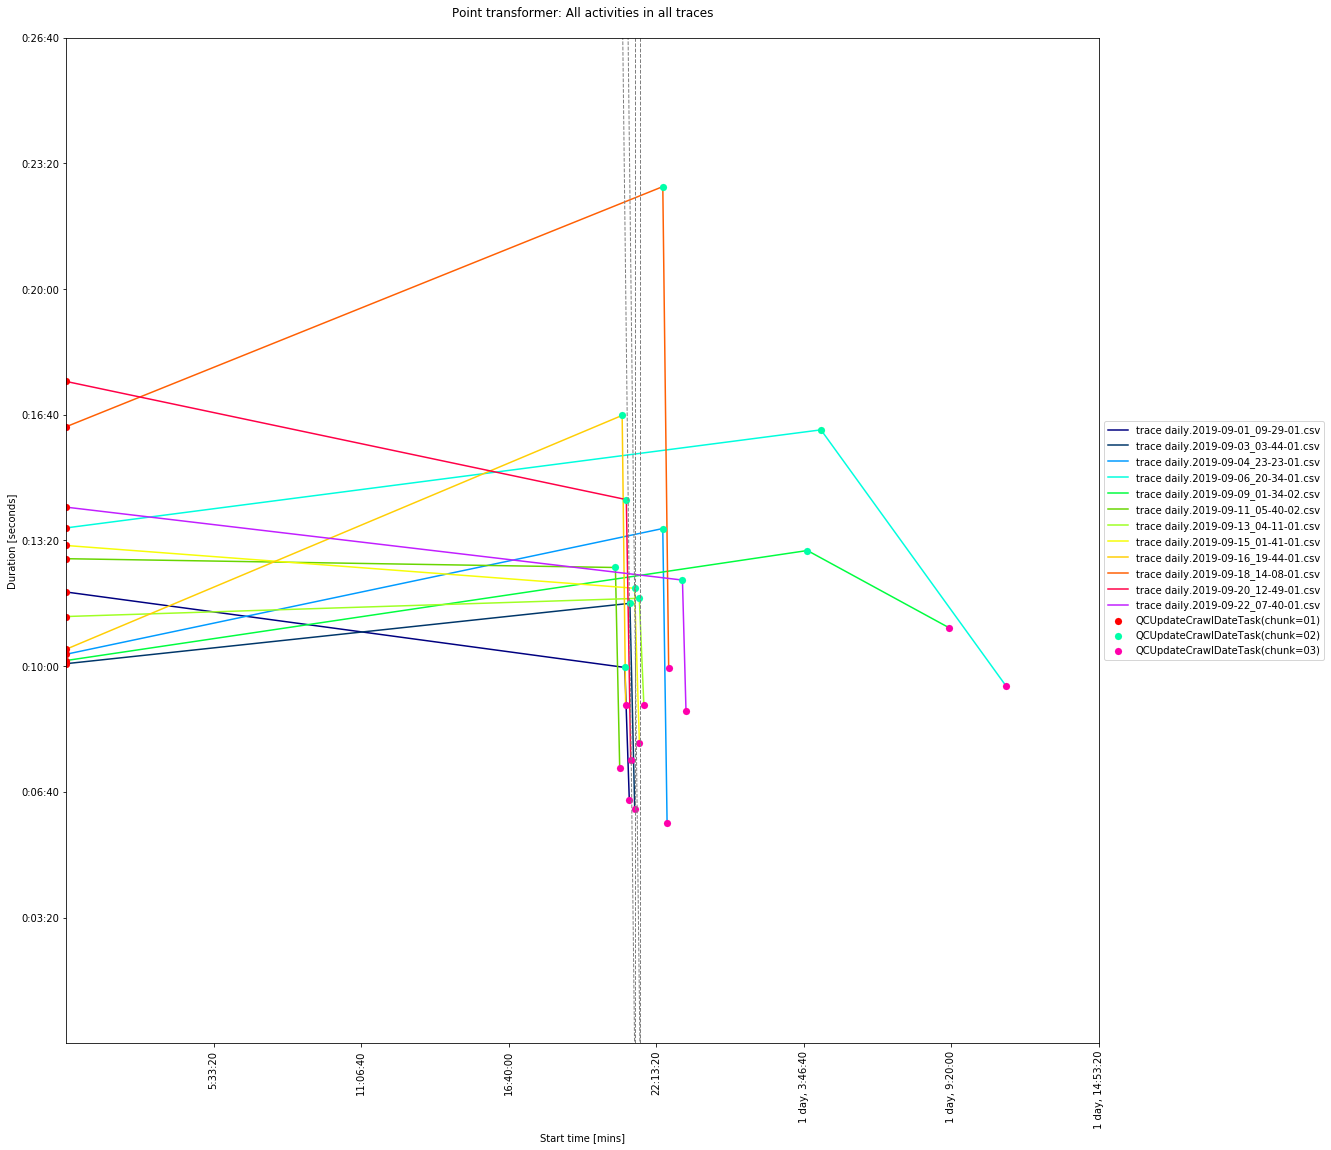 Point transformer: All activities in all traces
0:26:40
0:23:20
0:20:00
0:16:40
0:13:20
0:10:00
0:06:40
0:03:20
Duration [seconds]
5:33:20
11:06:40
16:40:00
22:13:20
1 day, 3:46:40
1 day, 9:20:00
1 day, 14:53:20
Start time [mins]
trace daily.2019-09-01_09-29-01.csv
trace daily.2019-09-03_03-44-01.csv
trace daily.2019-09-04_23-23-01.csv
trace daily.2019-09-06_20-34-01.csv
trace daily.2019-09-09_01-34-02.csv
trace daily.2019-09-11_05-40-02.csv
trace daily.2019-09-13_04-11-01.csv
trace daily.2019-09-15_01-41-01.csv
trace daily.2019-09-16_19-44-01.csv
trace daily.2019-09-18_14-08-01.csv
trace daily.2019-09-20_12-49-01.csv
trace daily.2019-09-22_07-40-01.csv
QCUpdateCrawlDateTask(chunk=01)
QCUpdateCrawlDateTask(chunk=02)
QCUpdateCrawlDateTask(chunk=03)